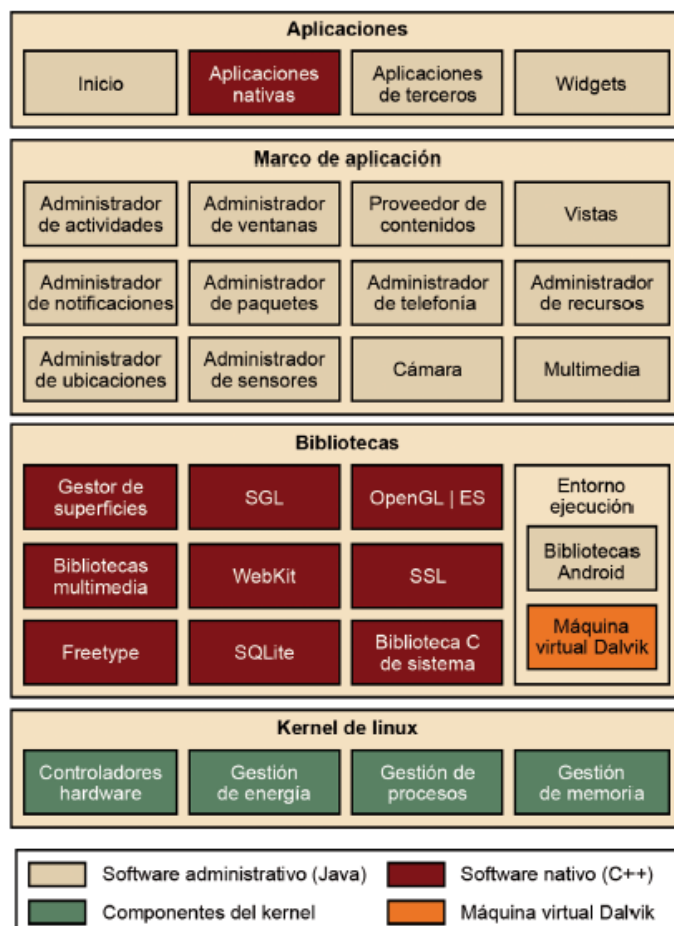 Aplicaciones
Inicio
Aplicaciones
nativas
Aplicaciones
de terceros
Widgets
Marco de aplicación
Administrador
de actividades
Administrador
de ventanas
Proveedor de
contenidos
Vistas
Administrador
de notificaciones
Administrador
de paquetes
Administrador
de telefonía
Administrador
de recursos
Administrador
de ubicaciones
Administrador
de sensores
Cámara
Multimedia
Bibliotecas
Gestor de
superficies
SGL
OpenGL | ES
Entorno
ejecución
Bibliotecas
multimedia
WebKit
SSL
Bibliotecas
Android
Freetype
SQLite
Biblioteca C
de sistema
Máquina
virtual Dalvik
Kernel de linux
Controladores
hardware
Gestión
de energía
Gestión de
procesos
Gestión
de memoria
Software administrativo (Java)
Software nativo (C++)
Componentes del kernel
Máquina virtual Dalvik